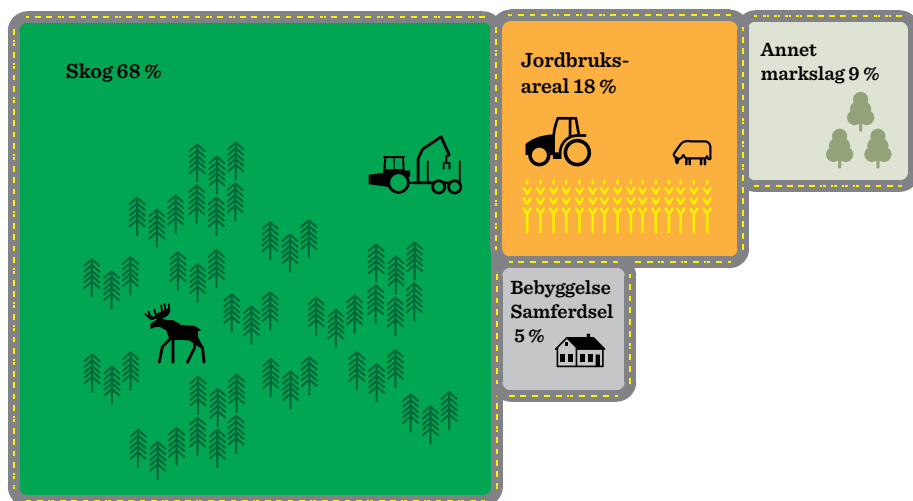 Skog 68 %
Jordbruks-
areal 18 %
Annet
markslag 9 %
Bebyggelse
Samferdsel
5 %